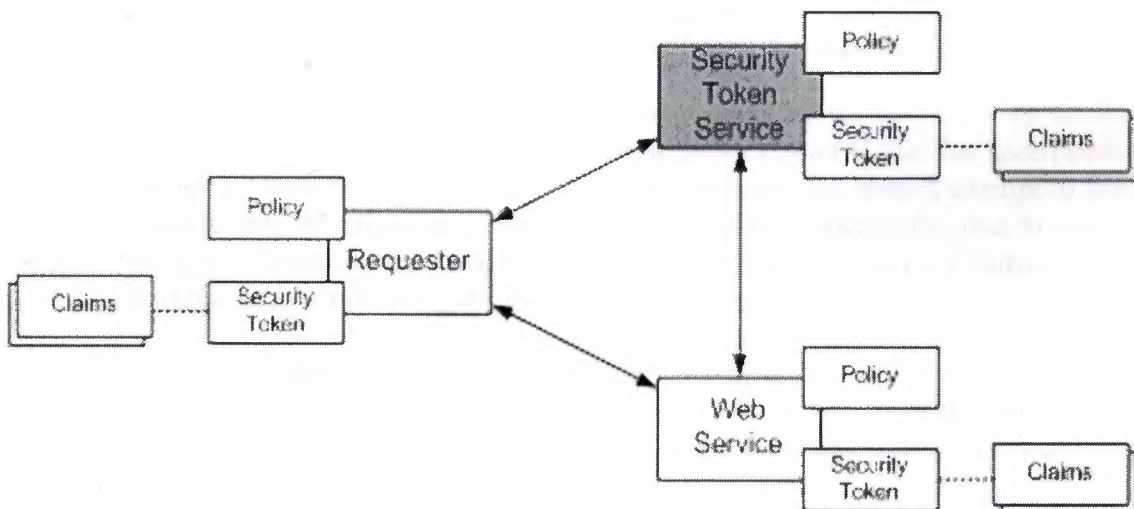 Policy
Security
Token
Service
Security
Token
Claims
Policy
Requester
Claims
Security
Token
Policy
Web
Service
Security
Token
Claims